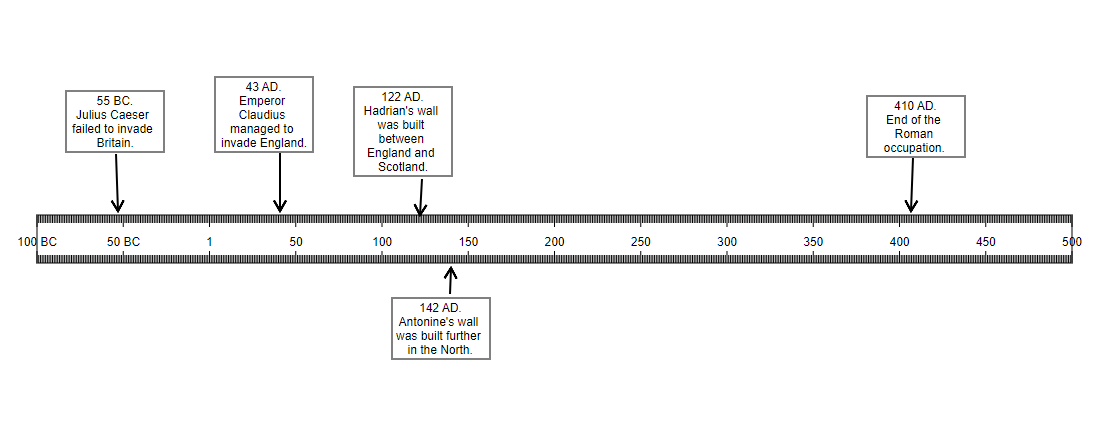 55 BC.
Julius Caeser
failed to invade
Britain.
43 AD.
Emperor
Claudius
managed to
invade England.
122 AD.
Hadrian's wall
was built
between
England and
Scotland.
410 AD.
End of the
Roman
occupation.
100 BC 50 BC 1 50 100 150 200 250 300 350 400 450 500
142 AD.
Antonine's wall
was built further
in the North.